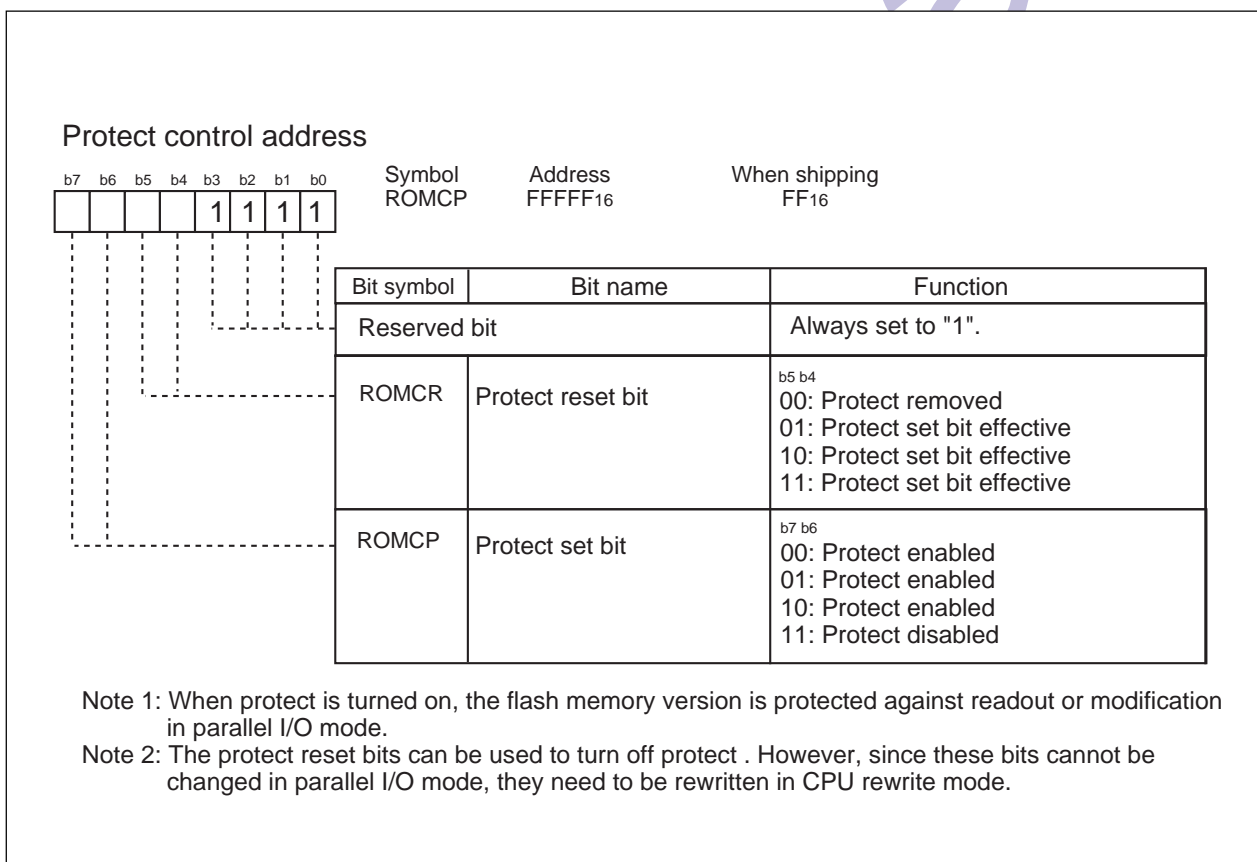 Protect control address
b7 b6 b5 b4 b3 b2 b1 b0
1 1 1 1
Symbol Address When shipping
ROMCP FFFFF16 FF16
Bit symbol Bit name Function
Reserved bit Always set to "1".
ROMCR Protect reset bit
b5 b4
00: Protect removed
01: Protect set bit effective
10: Protect set bit effective
11: Protect set bit effective
ROMCP Protect set bit
b7 b6
00: Protect enabled
01: Protect enabled
10: Protect enabled
11: Protect disabled
Note 1: When protect is turned on, the flash memory version is protected against readout or modification
in parallel I/O mode.
Note 2: The protect reset bits can be used to turn off protect . However, since these bits cannot be
changed in parallel I/O mode, they need to be rewritten in CPU rewrite mode.